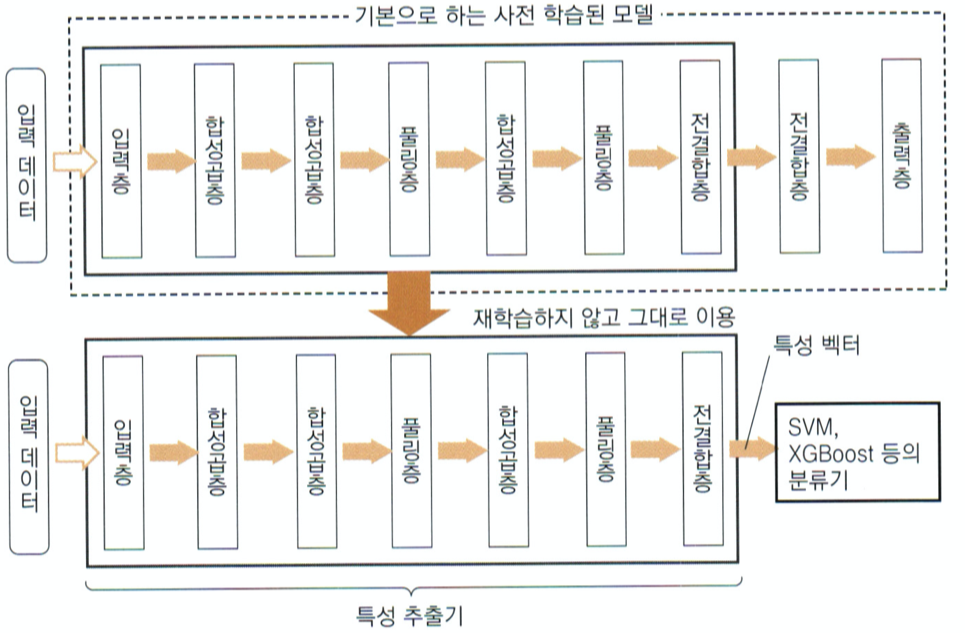 기본으로 하는 사전 학습된 모델
입력 데이터
입력층
합성곱층
합성곱층
풀링층
합성곱층
풀링층
전결합층
전결합층
출력층
재학습하지 않고 그대로 이용
특성 벡터
입력 데이터
입력층
합성곱층
합성곱층
풀링층
합성곱층
풀링층
전결합층
SVM,
XGBoost 등의
분류기
특성 추출기